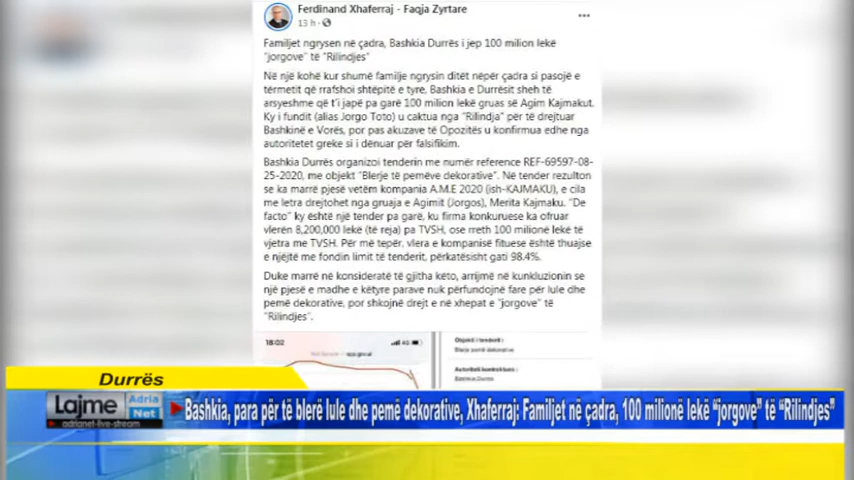 Ferdinand Xhaferraj - Faqja Zyrtare
13 h ·
Familjet ngrysen në çadra, Bashkia Durrës i jep 100 milion lekë
"jorgove" të "Rilindjes"
Në një kohë kur shumë familje ngrysin ditët nëpër çadra si pasojë e
tërmetit që rrafshoi shtëpitë e tyre, Bashkia e Durrësit sheh të
arsyeshme që t'i japë pa garë 100 milion lekë gruas së Agim Kajmakut.
Ky i fundit (alias Jorgo Toto) u caktua nga "Rilindja" për të drejtuar
Bashkinë e Vorës, por pas akuzave të Opozitës u konfirmua edhe nga
autoritetet greke si i dënuar për falsifikim.
Bashkia Durrës organizoi tenderin me numër reference REF-69597-08-
25-2020, me objekt "Blerje të pemëve dekorative". Në tender rezulton
se ka marrë pjesë vetëm kompania A.M.E 2020 (ish-KAJMAKU), e cila
me letra drejtohet nga gruaja e Agimit (Jorgos), Merita Kajmaku. "De
facto" ky është një tender pa garë, ku firma konkuruese ka ofruar
vlerën 8,200,000 lekë (të reja) pa TVSH, ose rreth 100 milionë lekë të
vjetra me TVSH. Për më tepër, vlera e kompanisë fituese është thuajse
e njëjtë me fondin limit të tenderit, përkatësisht gati 98.4%.
Duke marrë në konsideratë të gjitha këto, arrijmë në kunkluzionin se
një pjesë e madhe e këtyre parave nuk përfundojnë fare për lule dhe
pemë dekorative, por shkojnë drejt e në xhepat e "jorgove" të
"Rilindjes".
18:02
4G
app.gov.al
Objekti i tenderit :
Blerje pemë dekorative
Autoriteti kontraktor :
Bashkia Durrës
Durrës
Lajme
Adria
Net
adrianet-live-stream
Bashkia, para për të blerë lule dhe pemë dekorative, Xhaferraj: Familjet në çadra, 100 milionë lekë "jorgove" të "Rilindjes"